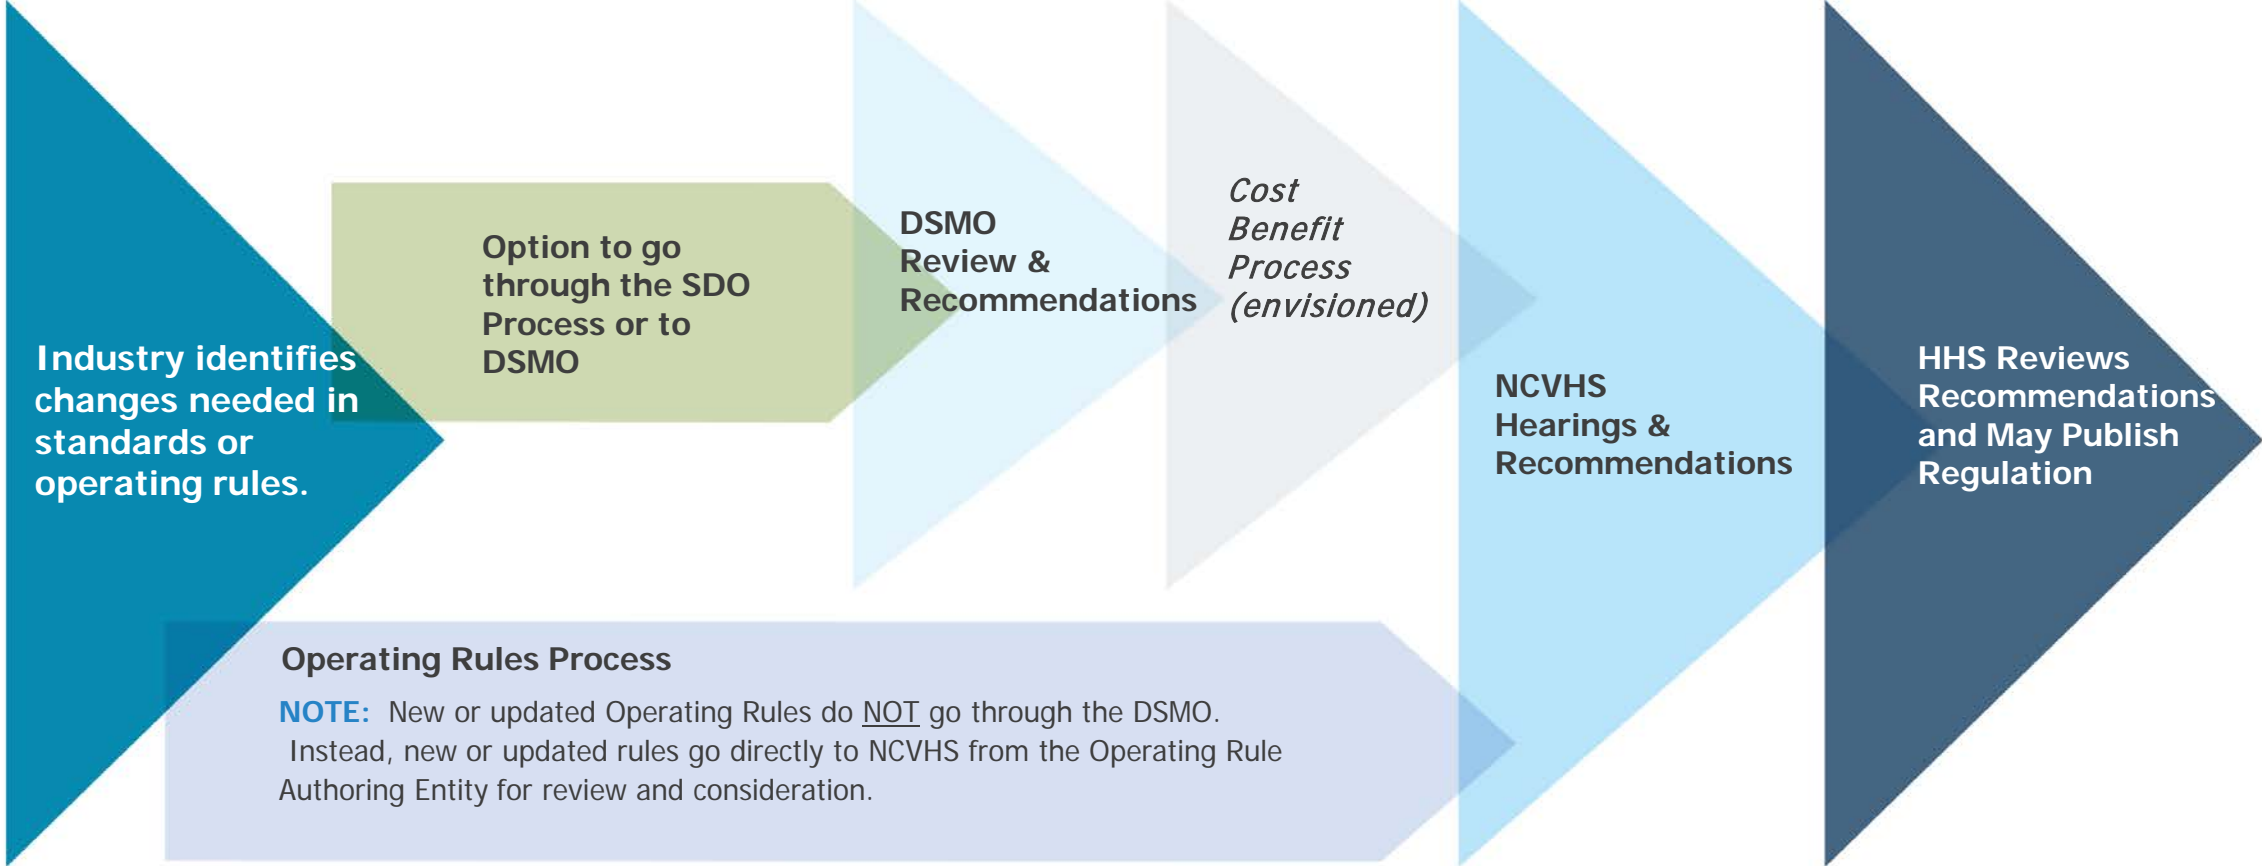 Industry identifies
changes needed in
standards or
operating rules.
Option to go
through the SDO
Process or to
DSMO
DSMO
Review &
Recommendations
Cost
Benefit
Process
(envisioned)
NCVHS
Hearings &
Recommendations
HHS Reviews
Recommendations
and May Publish
Regulation
Operating Rules Process
NOTE: New or updated Operating Rules do NOT go through the DSMO.
Instead, new or updated rules go directly to NCVHS from the Operating Rule
Authoring Entity for review and consideration.